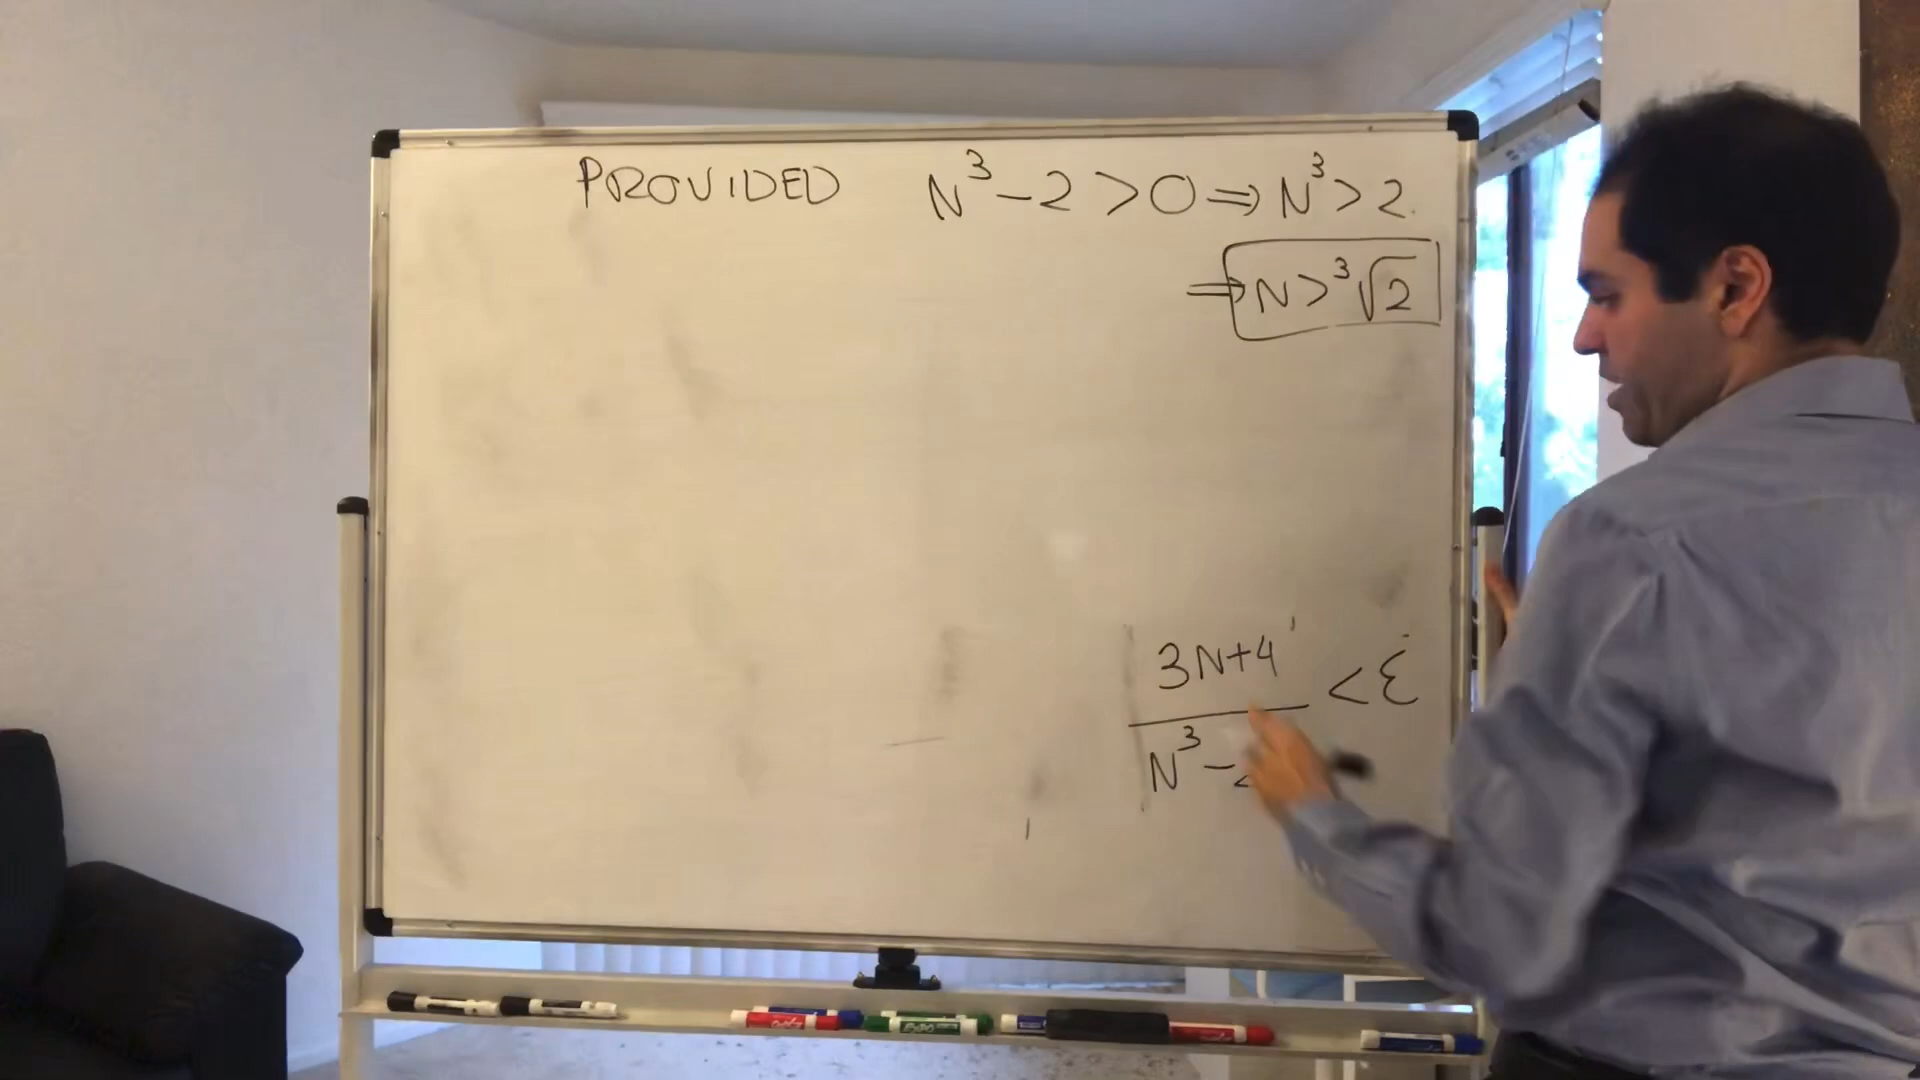 PROVIDED N³ - 2 > 0 ⇒ N³ > 2
⇒ N > ³√2
3N+4
< ε
N³ -